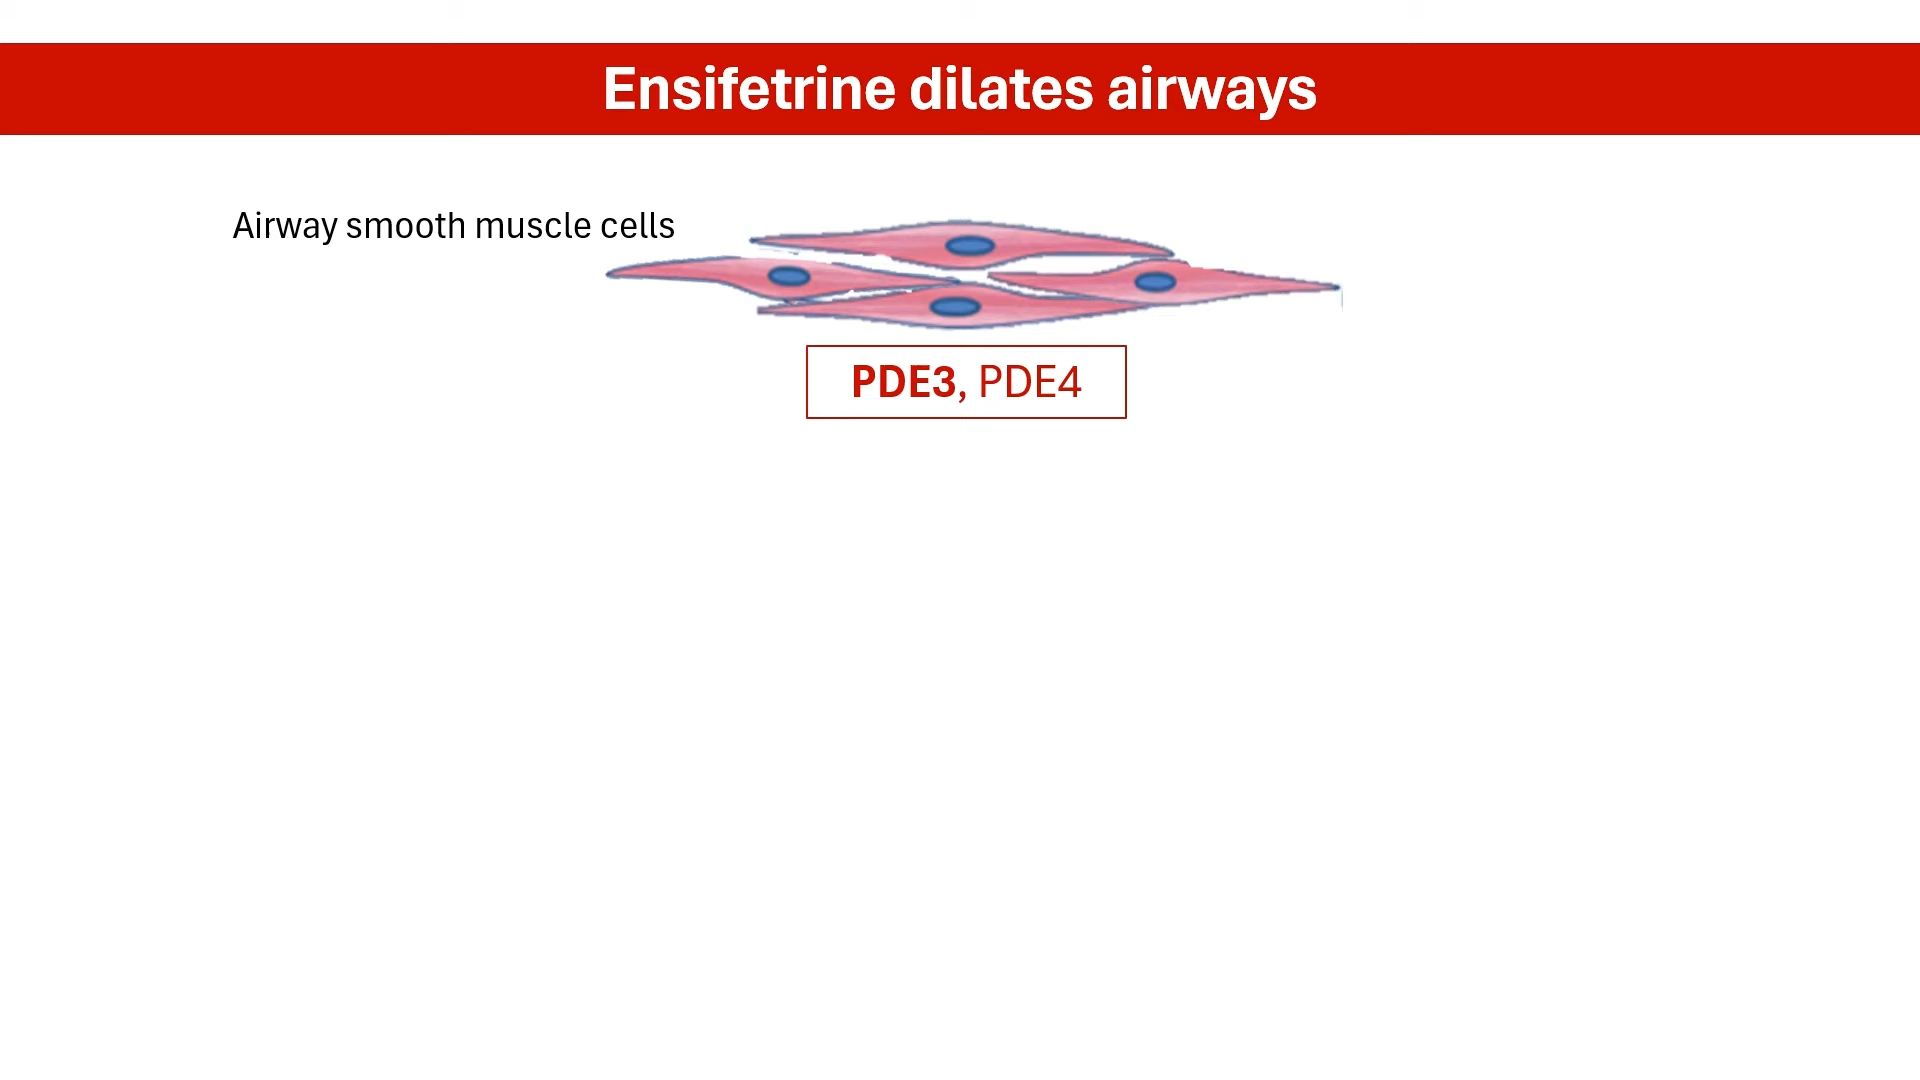 Ensifetrine dilates airways
Airway smooth muscle cells
PDE3, PDE4